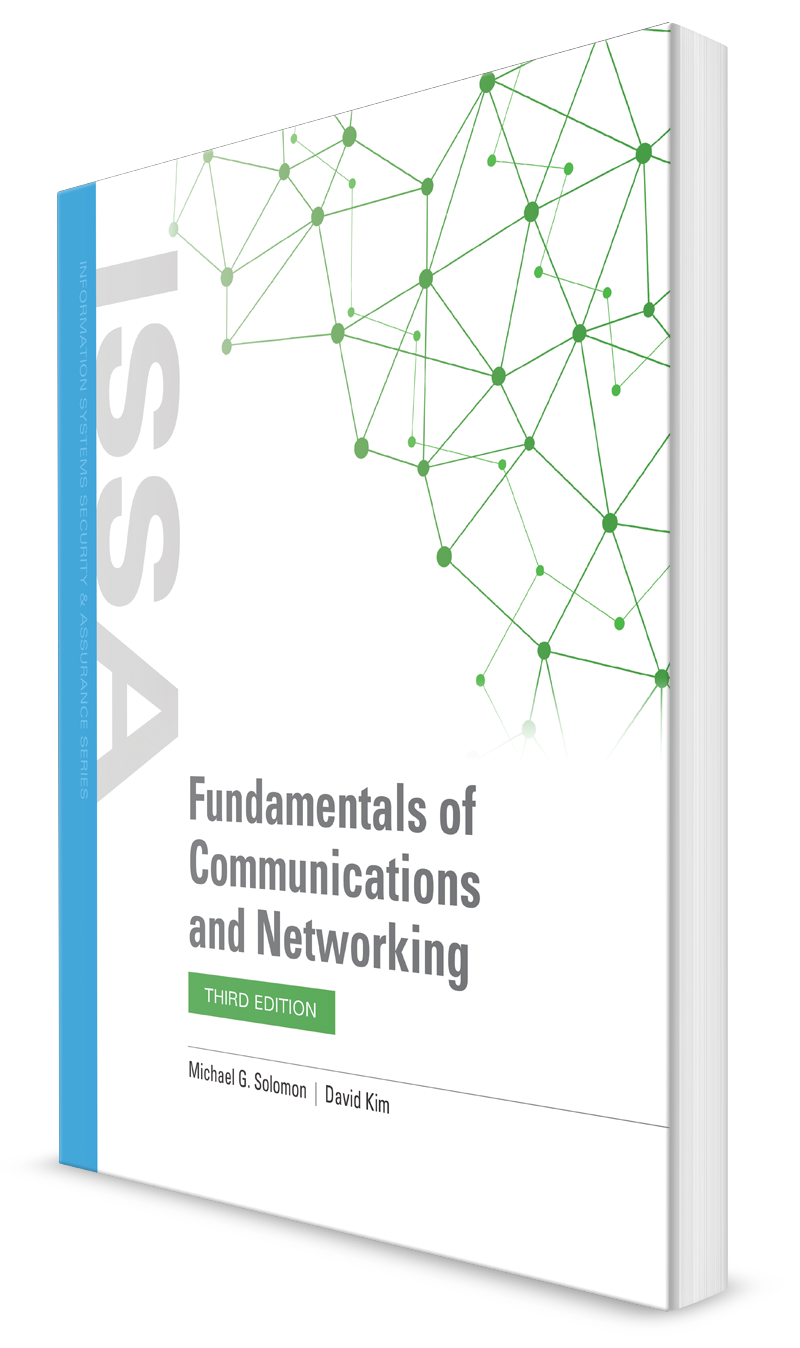 INFORMATION SYSTEMS SECURITY & ASSURANCE SERIES
ISSA
Fundamentals of
Communications
and Networking
THIRD EDITION
Michael G. Solomon | David Kim